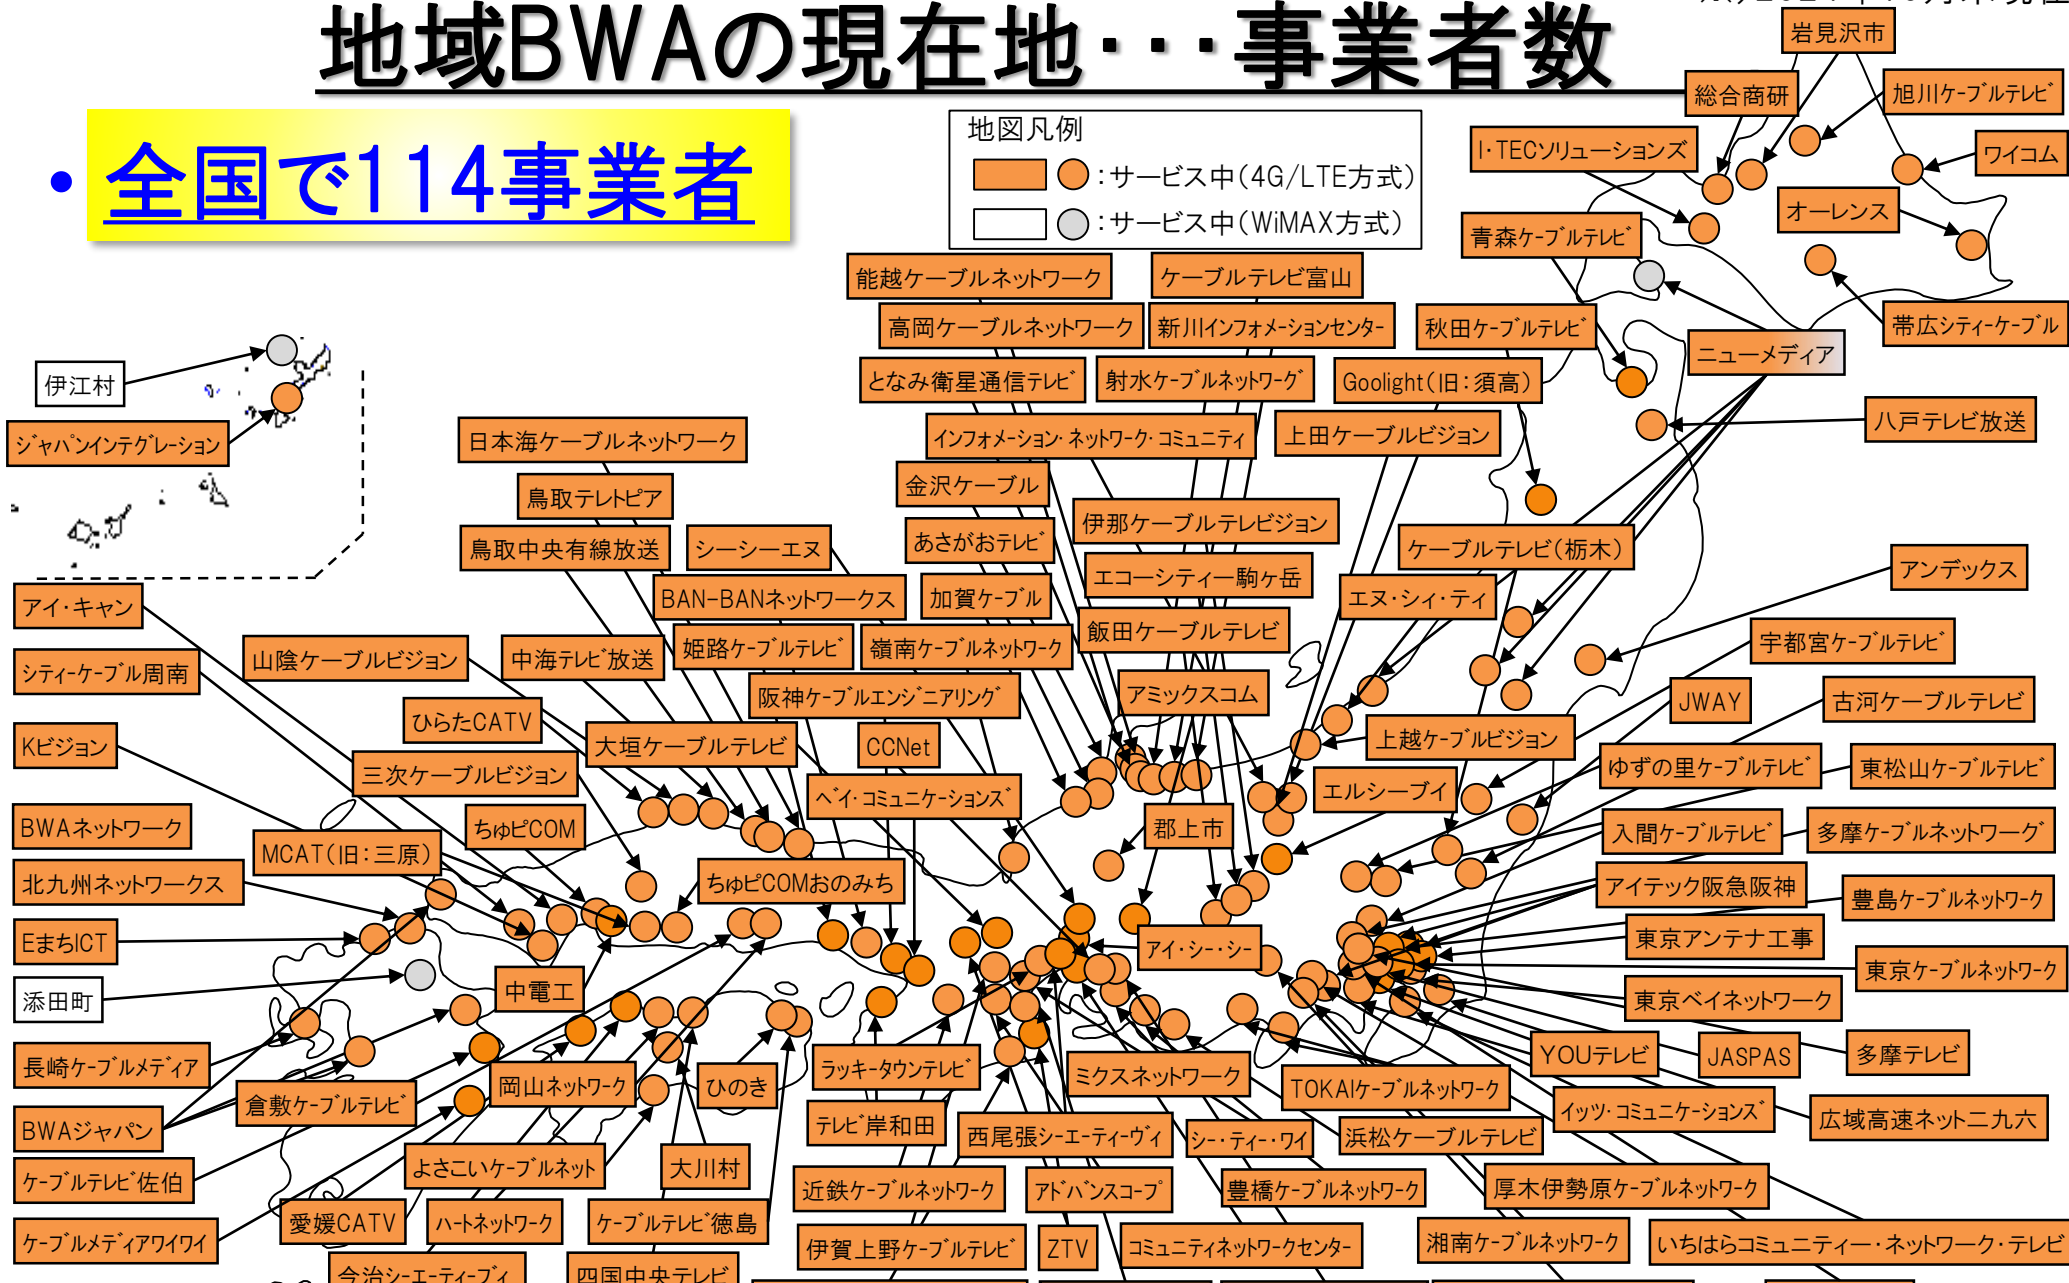 地域BWAの現在地・・・事業者数
・全国で114事業者
地図凡例
：サービス中（4G/LTE方式）
：サービス中（WiMAX方式）
岩見沢市
総合商研
旭川ケーブルテレビ
I・TECソリューションズ
ワイコム
オーレンス
青森ケーブルテレビ
帯広シティーケーブル
能越ケーブルネットワーク
ケーブルテレビ富山
高岡ケーブルネットワーク
新川インフォメーションセンター
秋田ケーブルテレビ
ニューメディア
伊江村
となみ衛星通信テレビ
射水ケーブルネットワーク
Goolight（旧：須高）
八戸テレビ放送
ジャパンインテグレーション
日本海ケーブルネットワーク
インフォメーション・ネットワーク・コミュニティ
上田ケーブルビジョン
鳥取テレトピア
金沢ケーブル
伊那ケーブルテレビジョン
鳥取中央有線放送
シーシーエヌ
あさがおテレビ
ケーブルテレビ（栃木）
アンデックス
エコーシティー駒ヶ岳
アイ・キャン
BAN-BANネットワークス
加賀ケーブル
エヌ・シィ・ティ
飯田ケーブルテレビ
宇都宮ケーブルテレビ
シティーケーブル周南
山陰ケーブルビジョン
中海テレビ放送
姫路ケーブルテレビ
嶺南ケーブルネットワーク
阪神ケーブルエンジニアリング
アミックスコム
JWAY
古河ケーブルテレビ
ひらたCATV
Kビジョン
大垣ケーブルテレビ
CCNet
上越ケーブルビジョン
三次ケーブルビジョン
ゆずの里ケーブルテレビ
東松山ケーブルテレビ
ベイ・コミュニケーションズ
エルシーブイ
BWAネットワーク
ちゅピCOM
郡上市
入間ケーブルテレビ
多摩ケーブルネットワーク
MCAT（旧：三原）
北九州ネットワークス
ちゅピCOMおのみち
アイテック阪急阪神
豊島ケーブルネットワーク
EまちICT
アイ・シー・シー
東京アンテナ工事
東京ケーブルネットワーク
添田町
中電工
東京ベイネットワーク
長崎ケーブルメディア
ラッキータウンテレビ
ミクスネットワーク
YOUテレビ
JASPAS
多摩テレビ
倉敷ケーブルテレビ
岡山ネットワーク
ひのき
TOKAIケーブルネットワーク
イッツ・コミュニケーションズ
広域高速ネット二九六
BWAジャパン
テレビ岸和田
西尾張シーエーティーヴィ
シー・ティー・ワイ
浜松ケーブルテレビ
ケーブルテレビ佐伯
よさこいケーブルネット
大川村
近鉄ケーブルネットワーク
アドバンスコープ
豊橋ケーブルネットワーク
厚木伊勢原ケーブルネットワーク
ケーブルメディアワイワイ
愛媛CATV
ハートネットワーク
ケーブルテレビ徳島
伊賀上野ケーブルテレビ
ZTV
コミュニティネットワークセンター
湘南ケーブルネットワーク
いちはらコミュニティー・ネットワーク・テレビ
今治シーエーティーブィ
四国中央テレビ